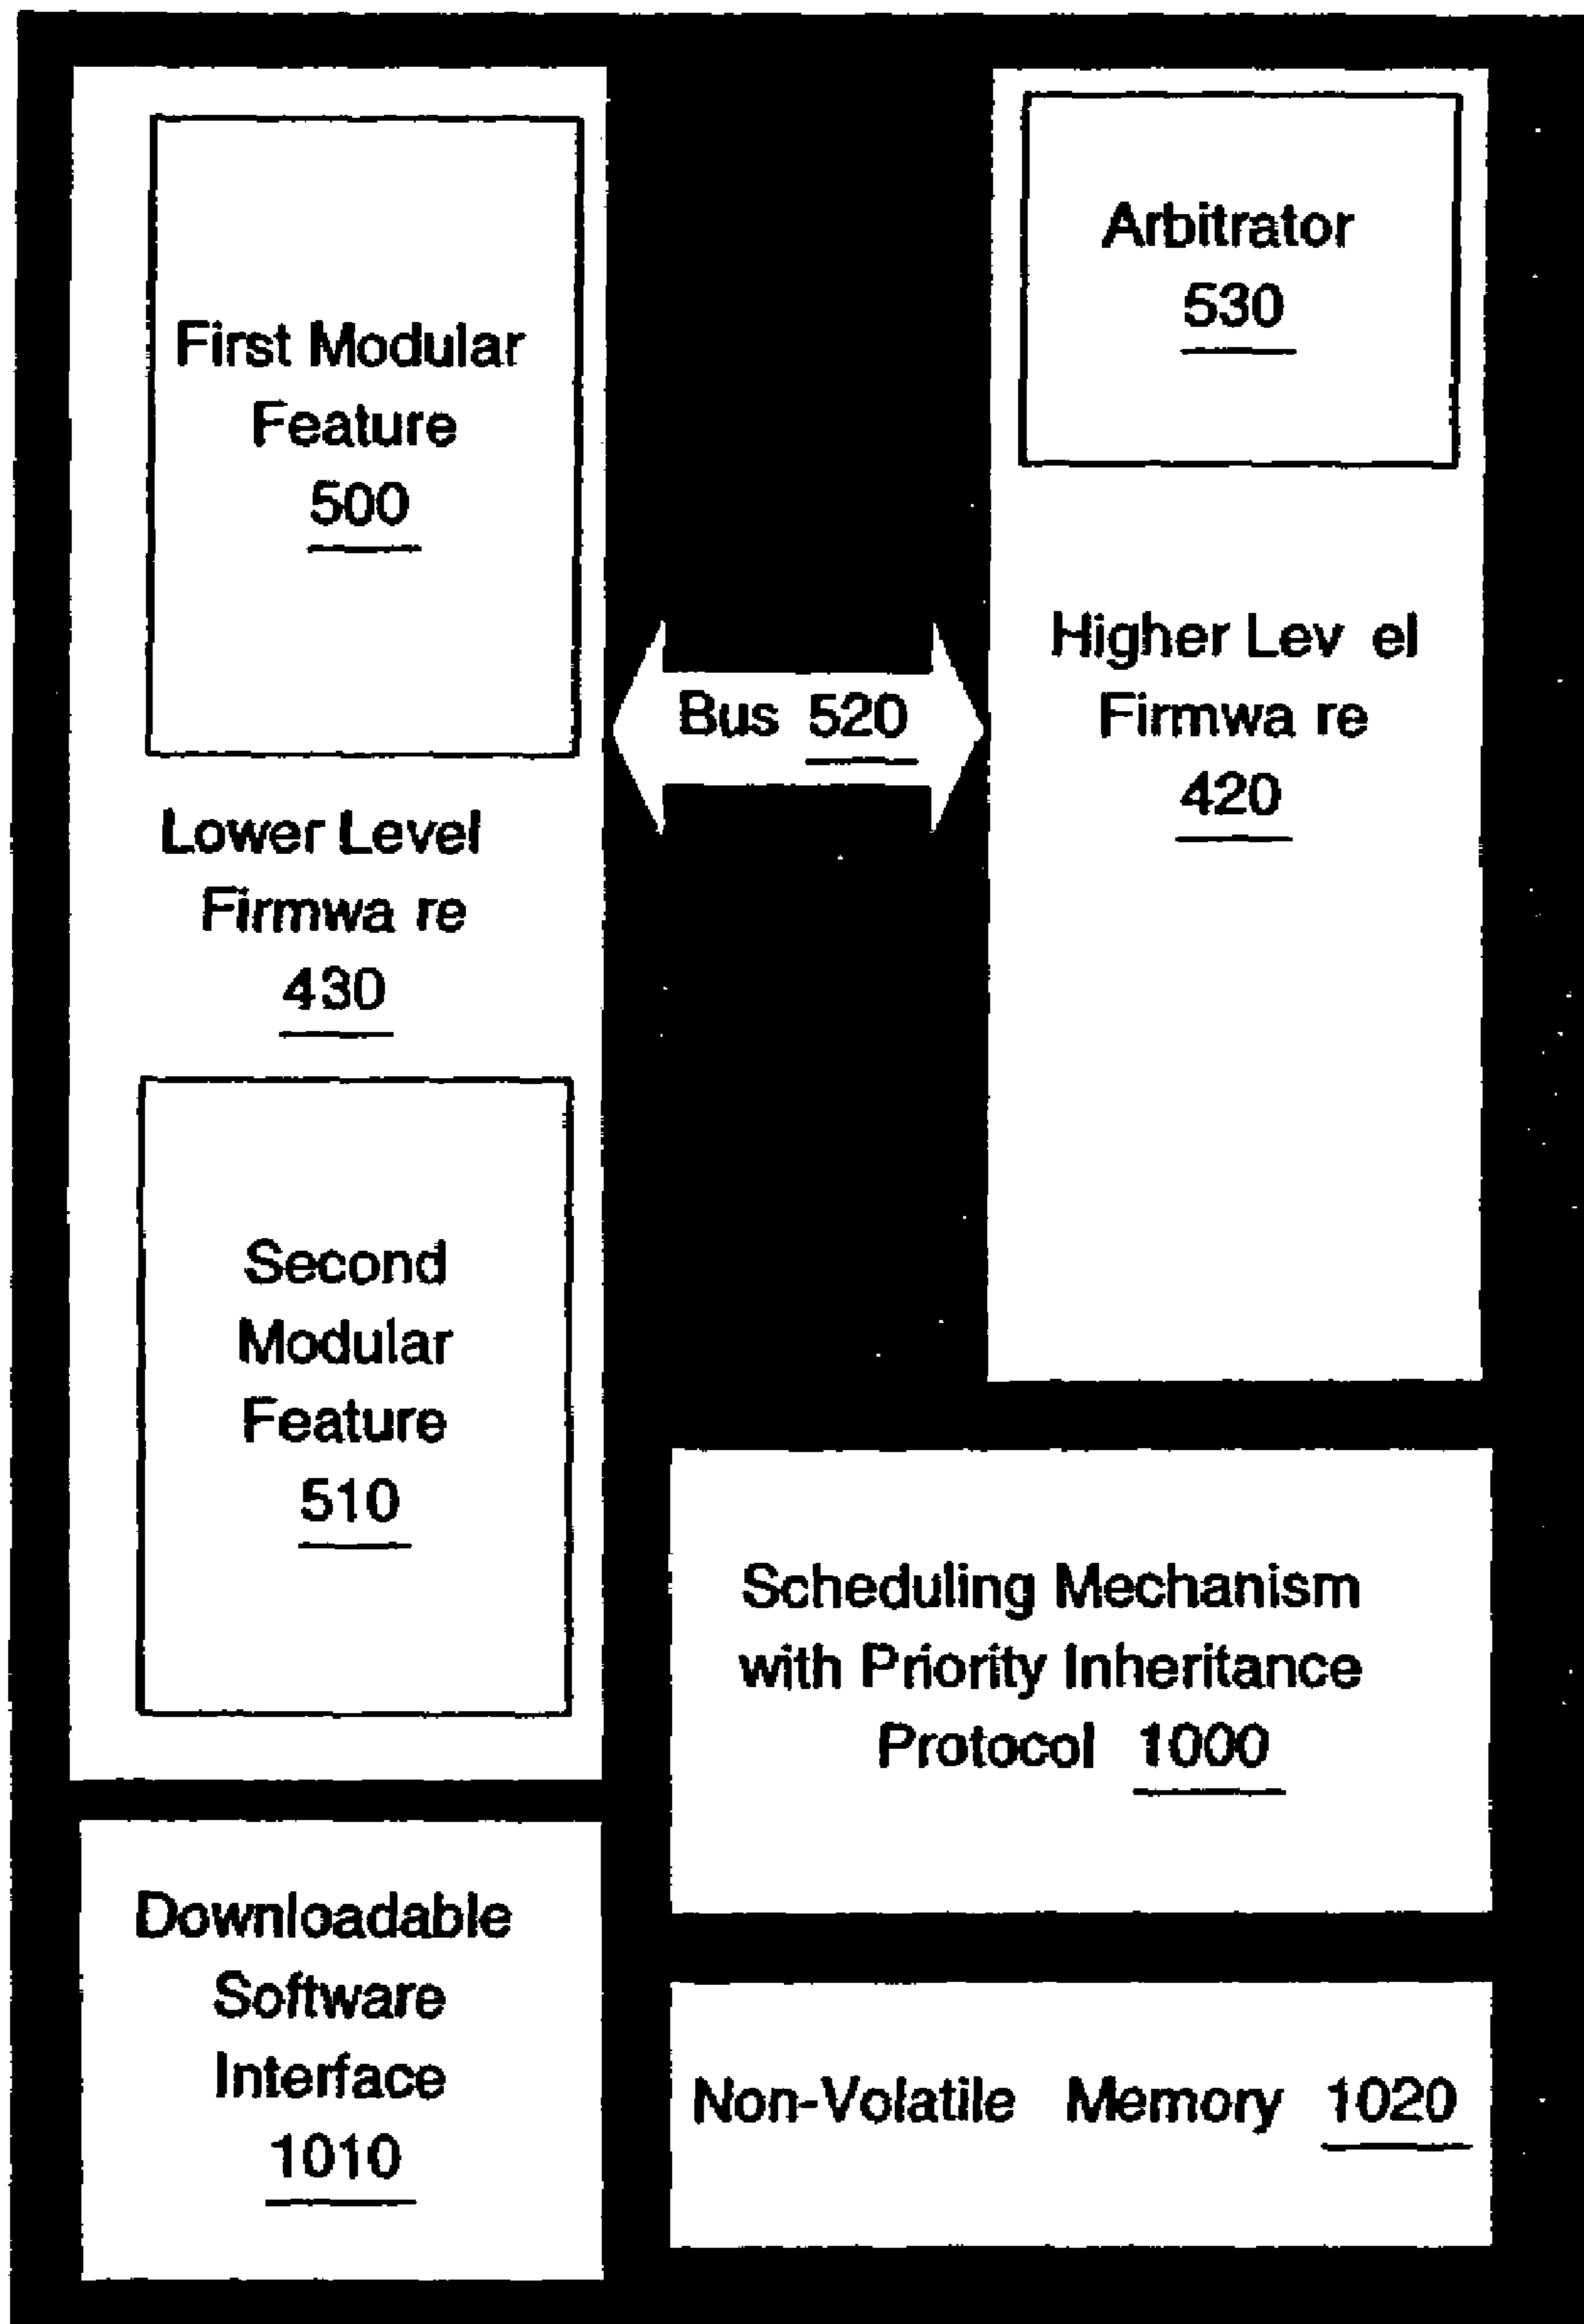 First Modular
Feature
500
Lower Level
Firmwa re
430
Second
Modular
Feature
510
Bus 520
Arbitrator
530
Higher Lev el
Firmwa re
420
Scheduling Mechanism
with Priority Inheritance
Protocol 1000
Downloadable
Software
Interface
1010
Non-Volatile Memory 1020